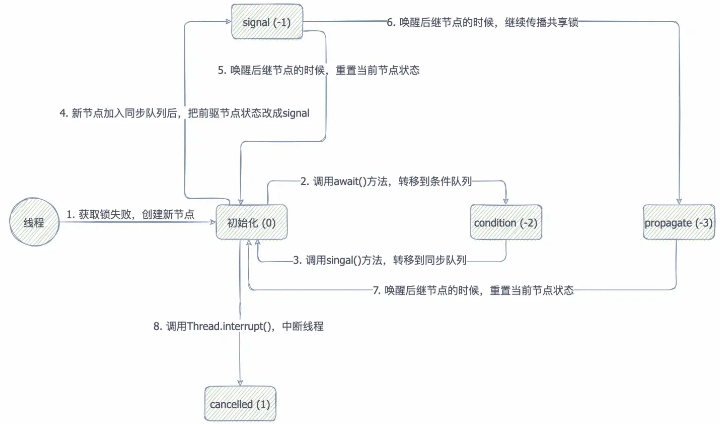 signal (-1)
6. 唤醒后继节点的时候，继续传播共享锁
5. 唤醒后继节点的时候，重置当前节点状态
4. 新节点加入同步队列后，把前驱节点状态改成signal
2. 调用await()方法，转移到条件队列
线程
1. 获取锁失败，创建新节点
初始化 (0)
condition (-2)
propagate (-3)
3. 调用singal()方法，转移到同步队列
7. 唤醒后继节点的时候，重置当前节点状态
8. 调用Thread.interrupt()，中断线程
cancelled (1)